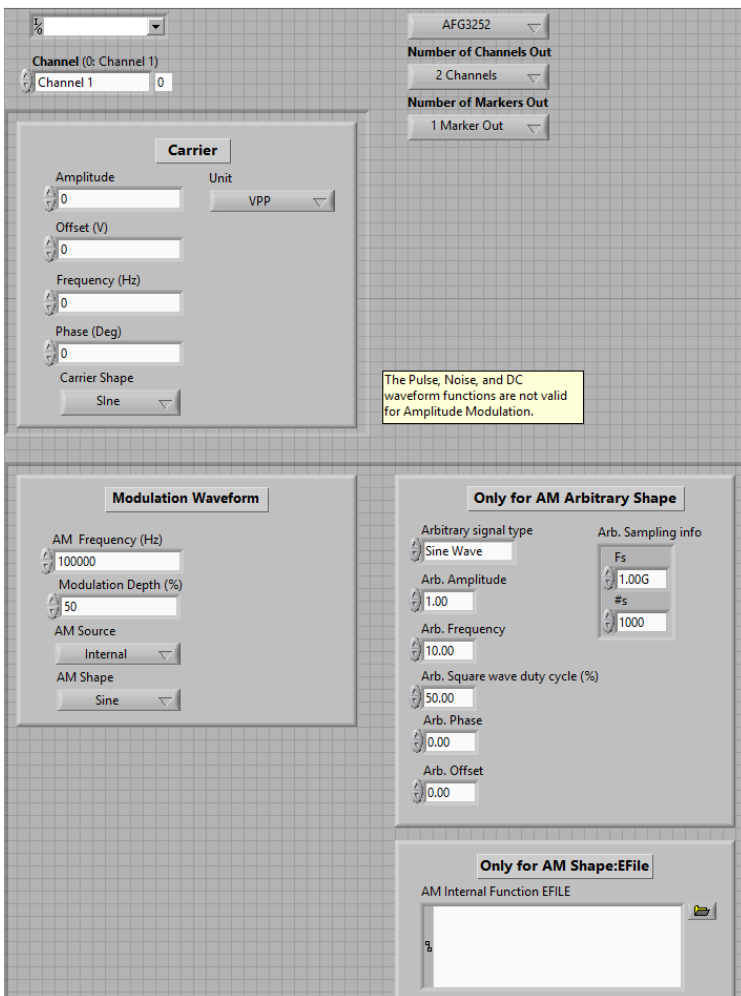 I/O
AFG3252
Number of Channels Out
Channel (0: Channel 1)
Channel 1
0
2 Channels
Number of Markers Out
1 Marker Out
Carrier
Amplitude
Unit
0
VPP
Offset (V)
0
Frequency (Hz)
0
Phase (Deg)
0
Carrier Shape
SIne
The Pulse, Noise, and DC
waveform functions are not valid
for Amplitude Modulation.
Modulation Waveform
AM Frequency (Hz)
100000
Modulation Depth (%)
50
AM Source
Internal
AM Shape
Sine
Only for AM Arbitrary Shape
Arbitrary signal type
Sine Wave
Arb. Amplitude
1.00
Arb. Frequency
10.00
Arb. Square wave duty cycle (%)
50.00
Arb. Phase
0.00
Arb. Offset
0.00
Arb. Sampling info
Fs
1.00G
#s
1000
Only for AM Shape:EFile
AM Internal Function EFILE